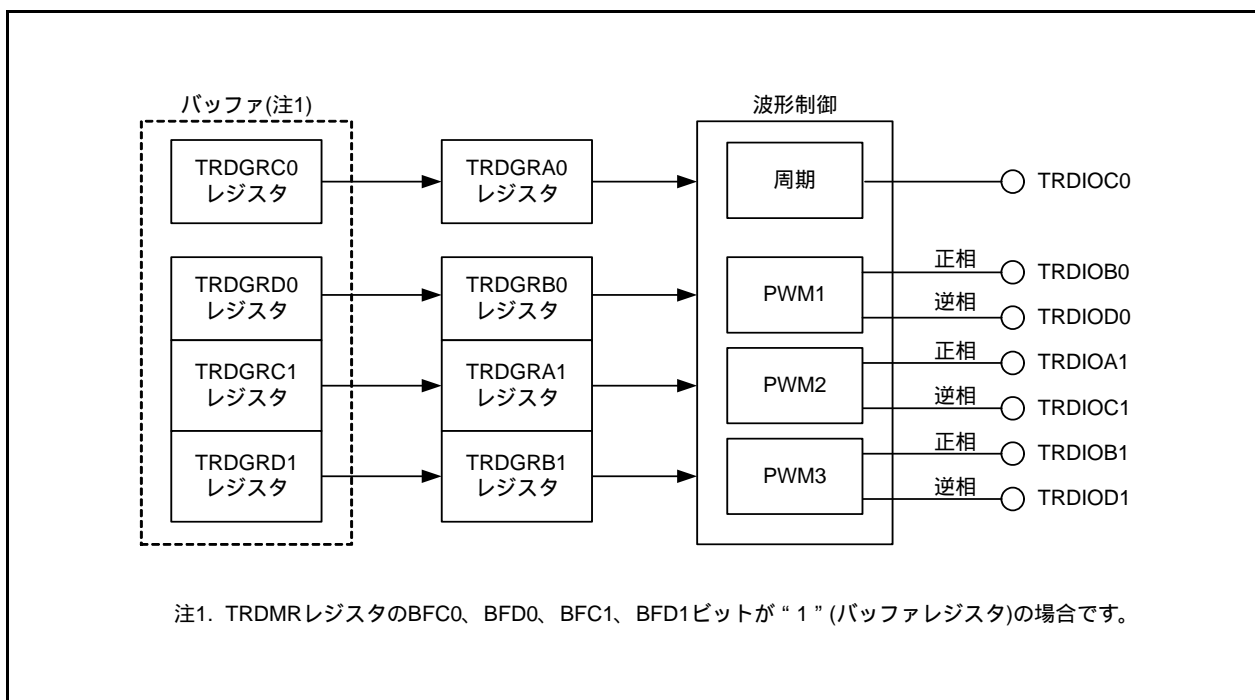 バッファ(注1)
波形制御
TRDGRC0
レジスタ
TRDGRA0
レジスタ
周期
TRDIOC0
TRDGRD0
レジスタ
TRDGRB0
レジスタ
PWM1
正相
TRDIOB0
逆相
TRDIOD0
TRDGRC1
レジスタ
TRDGRA1
レジスタ
PWM2
正相
TRDIOA1
逆相
TRDIOC1
TRDGRD1
レジスタ
TRDGRB1
レジスタ
PWM3
正相
TRDIOB1
逆相
TRDIOD1
注1. TRDMRレジスタのBFC0、BFD0、BFC1、BFD1ビットが“1”(バッファレジスタ)の場合です。